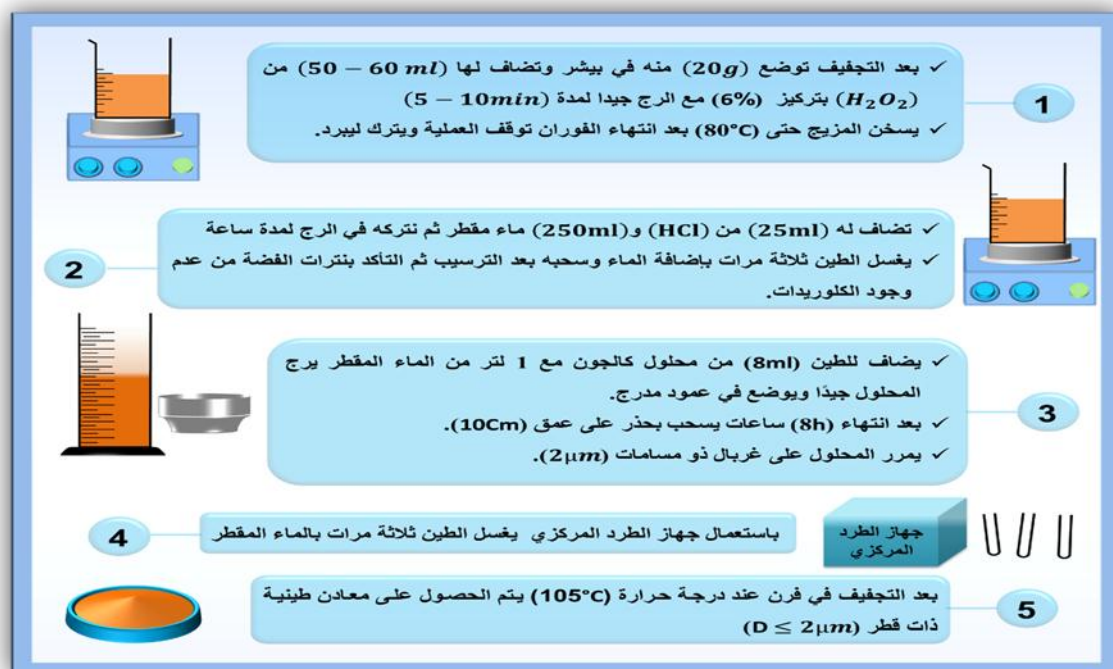 ✓ بعد التجفيف توضع (20g) منه في بيشر وتضاف لها (50 – 60 ml) من
(H₂O₂) بتركيز (6%) مع الرج جيدا لمدة (5 – 10min)
✓ يسخن المزيج حتى (80°C) بعد انتهاء الفوران توقف العملية ويترك ليبرد.
1
✓ تضاف له (25ml) من (HCl) و(250ml) ماء مقطر ثم نتركه في الرج لمدة ساعة
✓ يغسل الطين ثلاثة مرات بإضافة الماء وسحبه بعد الترسيب ثم التأكد بنترات الفضة من عدم
وجود الكلوريدات.
2
✓ يضاف للطين (8ml) من محلول كالجون مع 1 لتر من الماء المقطر يرج
المحلول جيدًا ويوضع في عمود مدرج.
✓ بعد انتهاء (8h) ساعات يسحب بحذر على عمق (10Cm).
✓ يمرر المحلول على غربال ذو مسامات (2μm).
3
جهاز الطرد
المركزي
باستعمال جهاز الطرد المركزي يغسل الطين ثلاثة مرات بالماء المقطر
4
بعد التجفيف في فرن عند درجة حرارة (105°C) يتم الحصول على معادن طينية
ذات قطر (D ≤ 2μm)
5